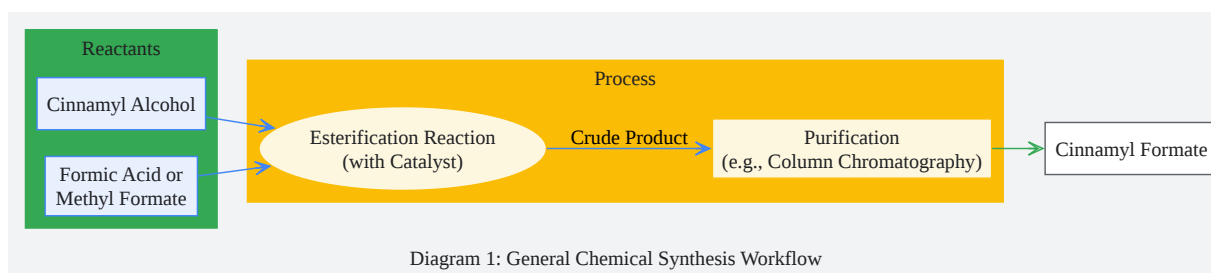 Reactants
Cinnamyl Alcohol
Formic Acid or
Methyl Formate
Process
Esterification Reaction
(with Catalyst)
Crude Product
Purification
(e.g., Column Chromatography)
Cinnamyl Formate
Diagram 1: General Chemical Synthesis Workflow